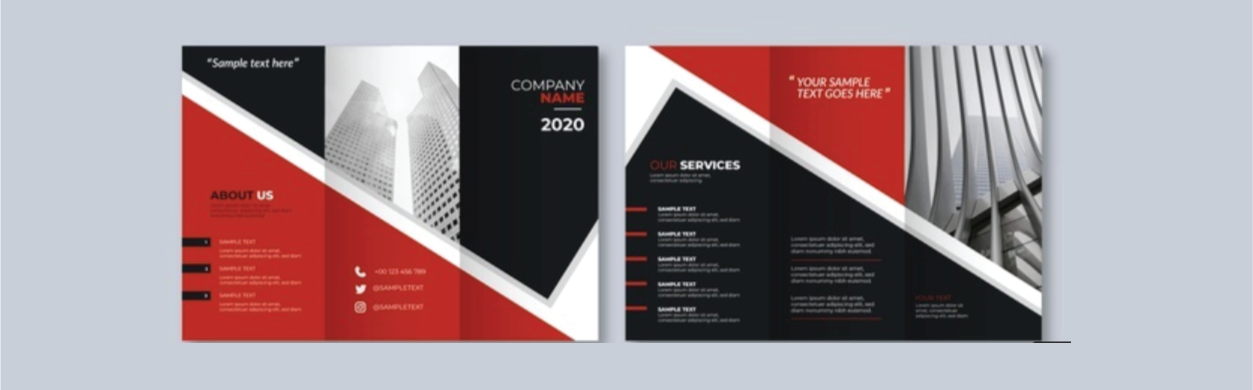 “Sample text here”
COMPANY
NAME
2020
ABOUT US
1 SAMPLE TEXT
Lorem ipsum dolor sit amet,
consectetuer adipiscing elit, sed diam
2 SAMPLE TEXT
Lorem ipsum dolor sit amet,
consectetuer adipiscing elit, sed diam
3 SAMPLE TEXT
Lorem ipsum dolor sit amet,
consectetuer adipiscing elit, sed diam
+00 123 456 789
@SAMPLETEXT
@SAMPLETEXT
“ YOUR SAMPLE
TEXT GOES HERE ”
OUR SERVICES
Lorem ipsum dolor sit amet,
consectetuer adipiscing
SAMPLE TEXT
Lorem ipsum dolor sit amet,
consectetuer adipiscing elit, sed diam
SAMPLE TEXT
Lorem ipsum dolor sit amet,
consectetuer adipiscing elit, sed diam
SAMPLE TEXT
Lorem ipsum dolor sit amet,
consectetuer adipiscing elit, sed diam
SAMPLE TEXT
Lorem ipsum dolor sit amet,
consectetuer adipiscing elit, sed diam
SAMPLE TEXT
Lorem ipsum dolor sit amet,
consectetuer adipiscing elit, sed diam
Lorem ipsum dolor sit amet,
consectetuer adipiscing elit, sed
diam nonummy nibh euismod.
Lorem ipsum dolor sit amet,
consectetuer adipiscing elit, sed
diam nonummy nibh euismod.
Lorem ipsum dolor sit amet,
consectetuer adipiscing elit, sed
diam nonummy nibh euismod.
YOUR TEXT
Lorem ipsum dolor sit
amet, consectetuer
adipiscing elit, sed diam